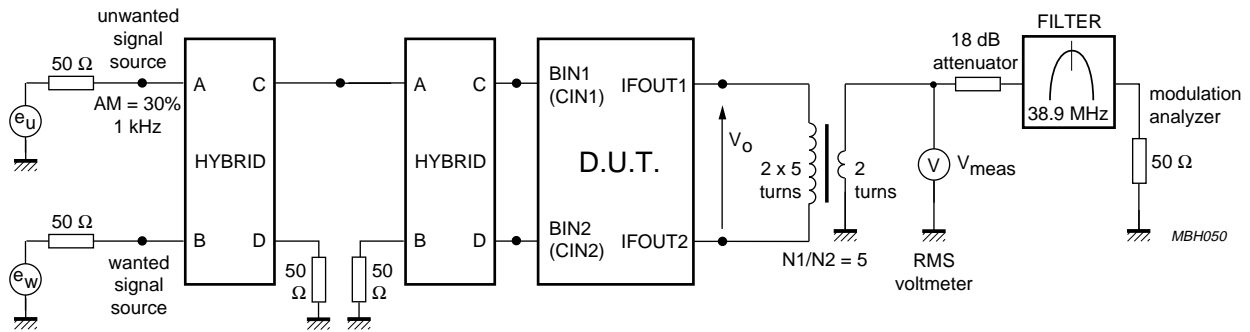 unwanted
signal
source
50 Ω
e u
AM = 30%
1 kHz
A
C
HYBRID
B
D
50 Ω
e w
wanted
signal
source
50
Ω
50
Ω
A
C
HYBRID
B
D
BIN1
(CIN1)
IFOUT1
D.U.T.
BIN2
(CIN2)
IFOUT2
Vo
2 x 5
turns
2
turns
N1/N2 = 5
V
Vmeas
RMS
voltmeter
18 dB
attenuator
FILTER
38.9 MHz
modulation
analyzer
50 Ω
MBH050